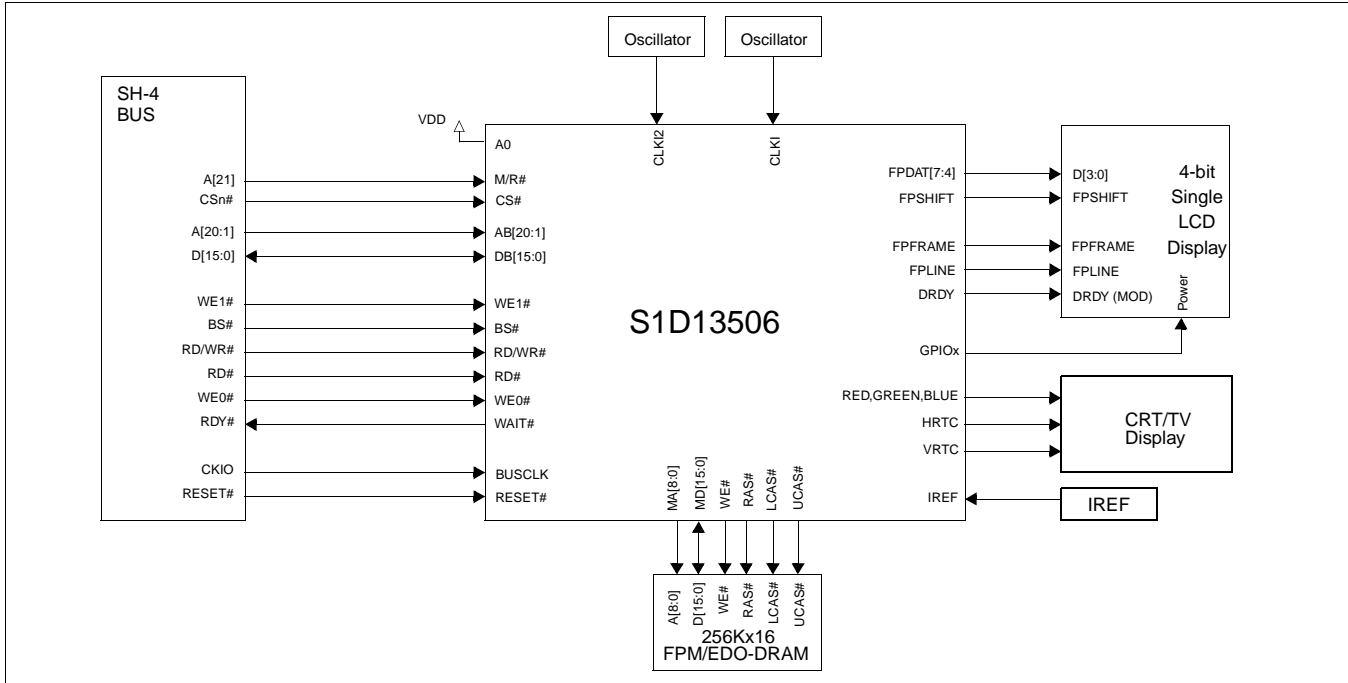 Oscillator
Oscillator
SH-4
BUS
VDD
A0
CLKI2
CLKI
A[21]
M/R#
CSn#
CS#
A[20:1]
AB[20:1]
D[15:0]
DB[15:0]
WE1#
WE1#
BS#
BS#
RD/WR#
RD/WR#
RD#
RD#
WE0#
WE0#
RDY#
WAIT#
CKIO
BUSCLK
RESET#
RESET#
S1D13506
FPDAT[7:4]
D[3:0]
FPSHIFT
FPSHIFT
FPFRAME
FPFRAME
FPLINE
FPLINE
DRDY
DRDY (MOD)
4-bit
Single
LCD
Display
Power
GPIOx
RED,GREEN,BLUE
HRTC
VRTC
CRT/TV
Display
IREF
IREF
MA[8:0]
MD[15:0]
WE#
RAS#
LCAS#
UCAS#
A[8:0]
D[15:0]
WE#
RAS#
LCAS#
UCAS#
256Kx16
FPM/EDO-DRAM